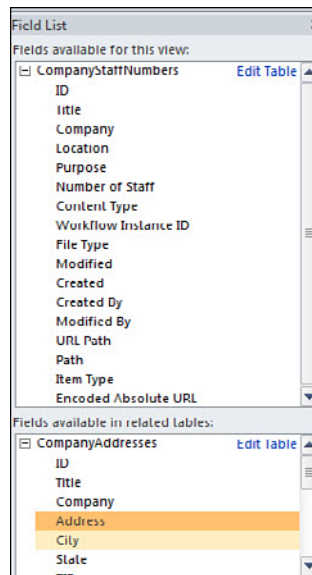 Field List
Fields available for this view:
CompanyStaffNumbers Edit Table
ID
Title
Company
Location
Purpose
Number of Staff
Content Type
Workflow Instance ID
File Type
Modified
Created
Created By
Modified By
URL Path
Path
Item Type
Encoded Absolute URL
Fields available in related tables:
CompanyAddresses Edit Table
ID
Title
Company
Address
City
State